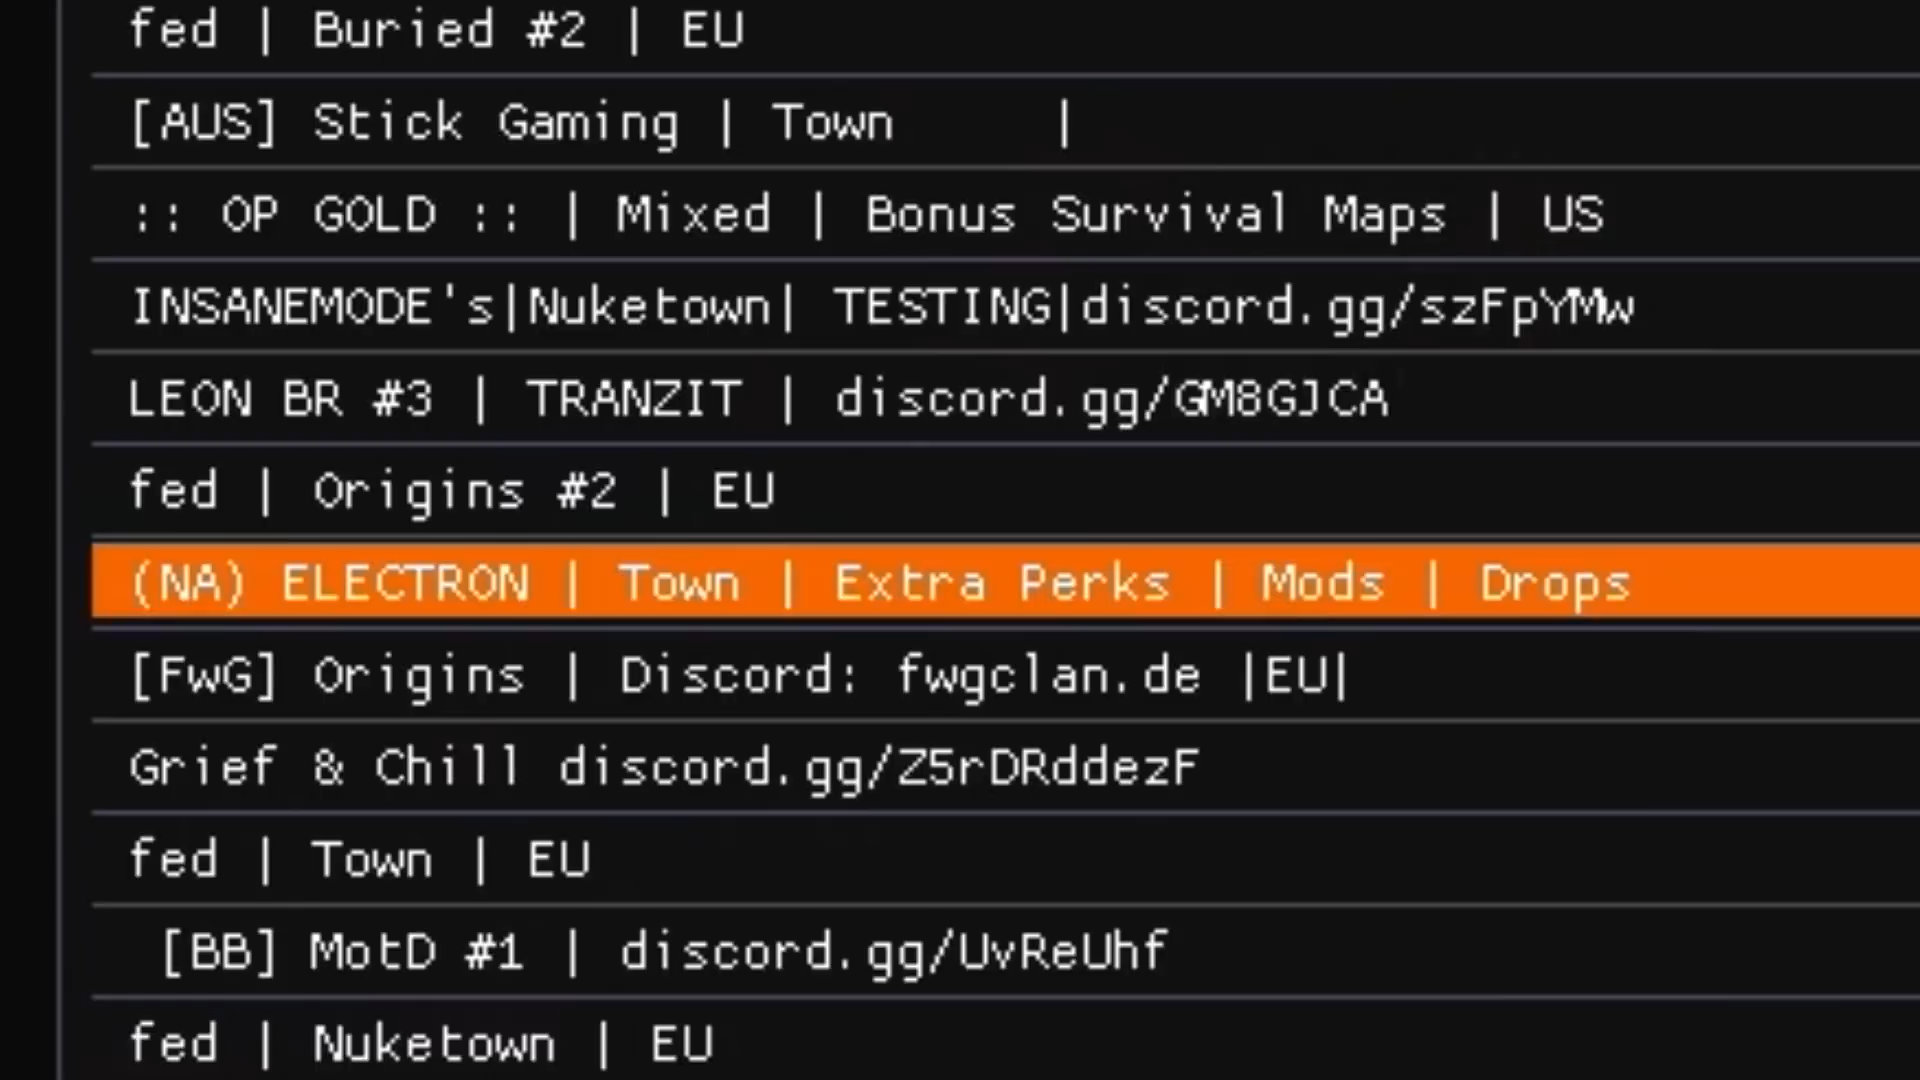 fed | Buried #2 | EU
[AUS] Stick Gaming | Town     |
:: OP GOLD :: | Mixed | Bonus Survival Maps | US
INSANEMODE's|Nuketown| TESTING|discord.gg/szFpYMw
LEON BR #3 | TRANZIT | discord.gg/GM8GJCA
fed | Origins #2 | EU
(NA) ELECTRON | Town | Extra Perks | Mods | Drops
[FwG] Origins | Discord: fwgclan.de |EU|
Grief & Chill discord.gg/Z5rDRddezF
fed | Town | EU
[BB] MotD #1 | discord.gg/UvReUhf
fed | Nuketown | EU